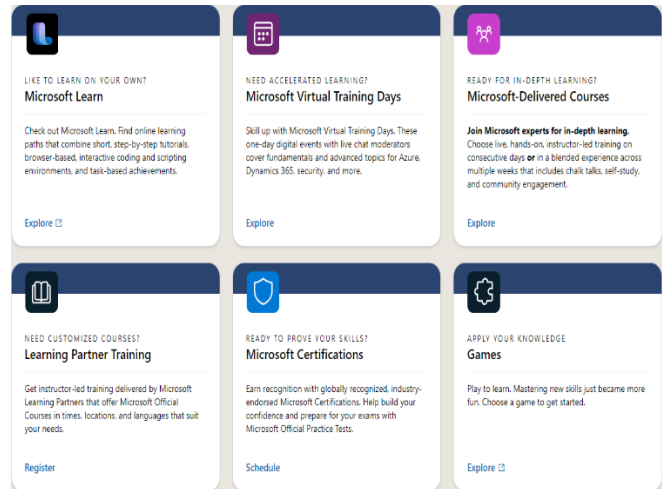 LIKE TO LEARN ON YOUR OWN?
Microsoft Learn
Check out Microsoft Learn. Find online learning
paths that combine short, step-by-step tutorials,
browser-based, interactive coding and scripting
environments, and task-based achievements.
Explore
NEED ACCELERATED LEARNING?
Microsoft Virtual Training Days
Skill up with Microsoft Virtual Training Days. These
one-day digital events with live chat moderators
cover fundamentals and advanced topics for Azure,
Dynamics 365, security, and more.
Explore
READY FOR IN-DEPTH LEARNING?
Microsoft-Delivered Courses
Join Microsoft experts for in-depth learning.
Choose live, hands-on, instructor-led training on
consecutive days or in a blended experience across
multiple weeks that includes chalk talks, self-study,
and community engagement.
Explore
NEED CUSTOMIZED COURSES?
Learning Partner Training
Get instructor-led training delivered by Microsoft
Learning Partners that offer Microsoft Official
Courses in times, locations, and languages that suit
your needs.
Register
READY TO PROVE YOUR SKILLS?
Microsoft Certifications
Earn recognition with globally recognized, industry-
endorsed Microsoft Certifications. Help build your
confidence and prepare for your exams with
Microsoft Official Practice Tests.
Schedule
APPLY YOUR KNOWLEDGE
Games
Play to learn. Mastering new skills just became more
fun. Choose a game to get started.
Explore